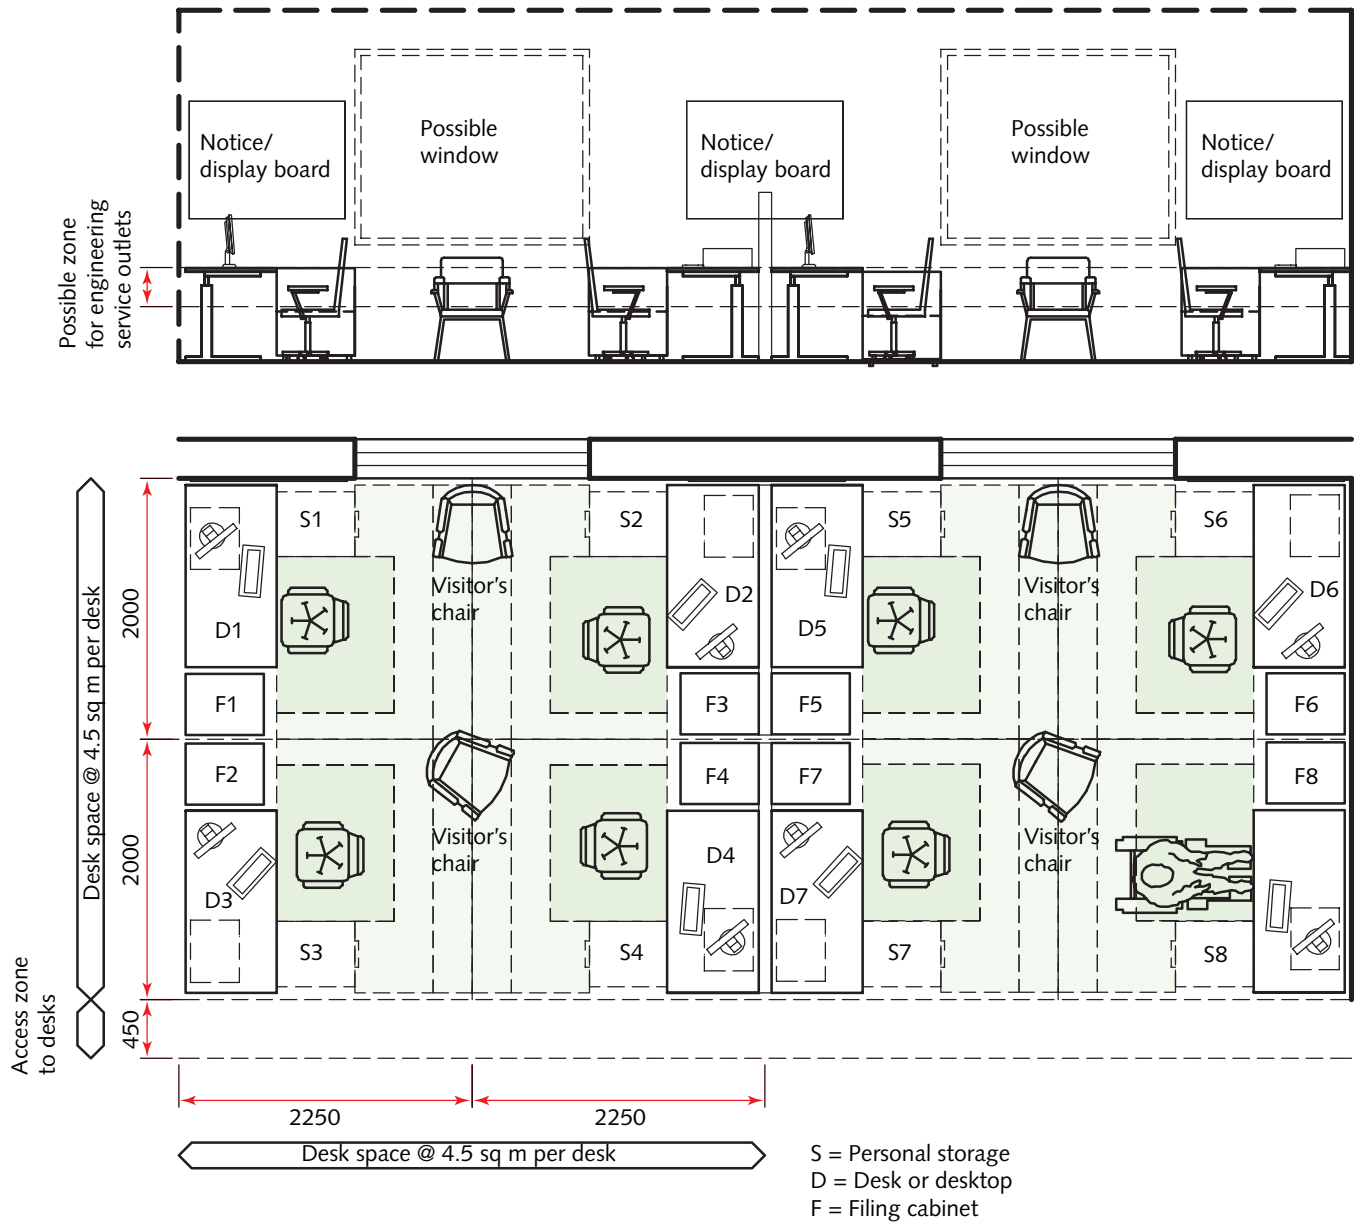 Notice/
display board
Possible
window
Notice/
display board
Possible
window
Notice/
display board
Possible zone
for engineering
service outlets
S1
S2
S5
S6
Visitor's
chair
Visitor's
chair
D1
D2
D5
D6
F1
F3
F5
F6
F2
F4
F7
F8
Visitor's
chair
Visitor's
chair
D3
D4
D7
S3
S4
S7
S8
Desk space @ 4.5 sq m per desk
2000
2000
Access zone
to desks
450
2250
2250
Desk space @ 4.5 sq m per desk
S = Personal storage
D = Desk or desktop
F = Filing cabinet